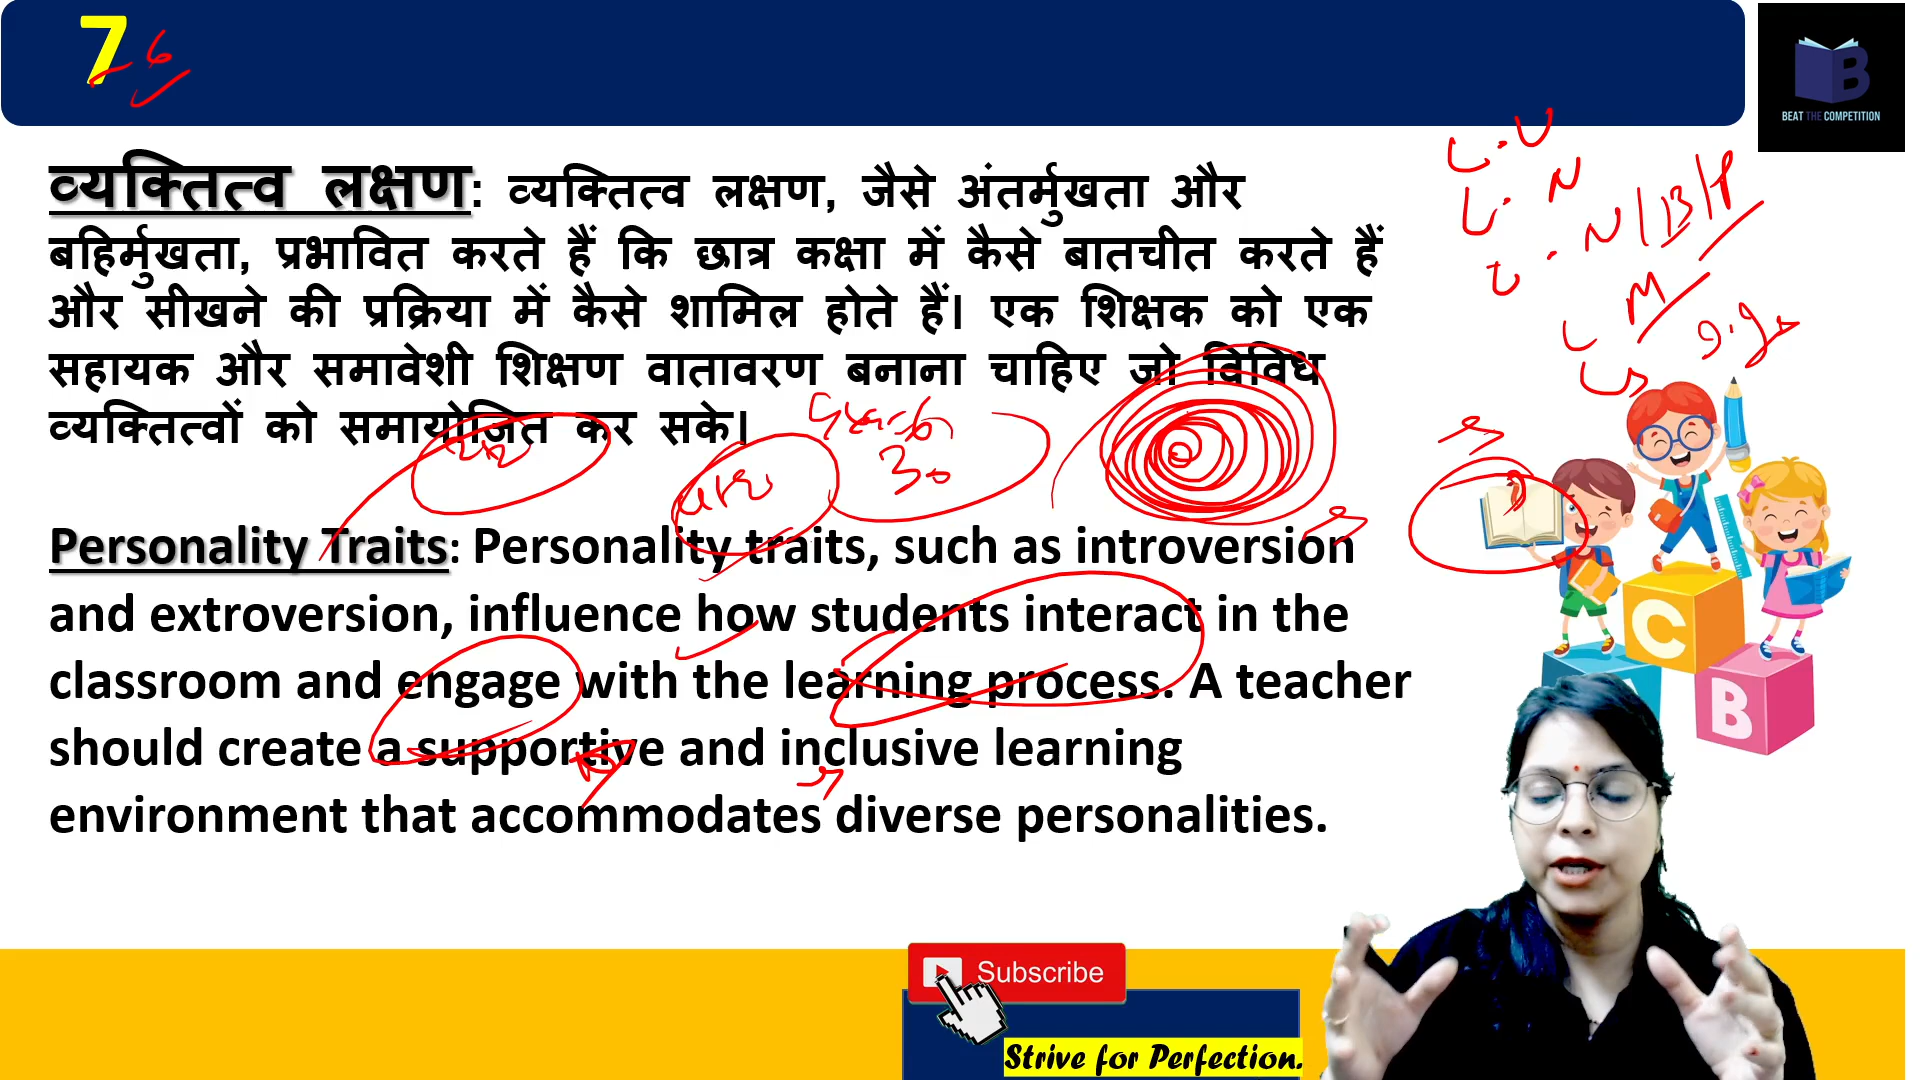 7
6
BEAT THE COMPETITION
व्यक्तित्व लक्षण: व्यक्तित्व लक्षण, जैसे अंतर्मुखता और
बहिर्मुखता, प्रभावित करते हैं कि छात्र कक्षा में कैसे बातचीत करते हैं
और सीखने की प्रक्रिया में कैसे शामिल होते हैं। एक शिक्षक को एक
सहायक और समावेशी शिक्षण वातावरण बनाना चाहिए जो विविध
व्यक्तित्वों को समायोजित कर सके।
30
Personality Traits: Personality traits, such as introversion
and extroversion, influence how students interact in the
classroom and engage with the learning process. A teacher
should create a supportive and inclusive learning
environment that accommodates diverse personalities.
N/B/P
M
C
B
Subscribe
Strive for Perfection.